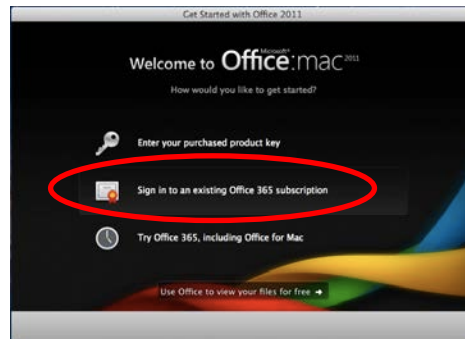 Get Started with Office 2011
Microsoft®
Welcome to Office:mac 2011
How would you like to get started?
Enter your purchased product key
Sign in to an existing Office 365 subscription
Try Office 365, including Office for Mac
Use Office to view your files for free ➔